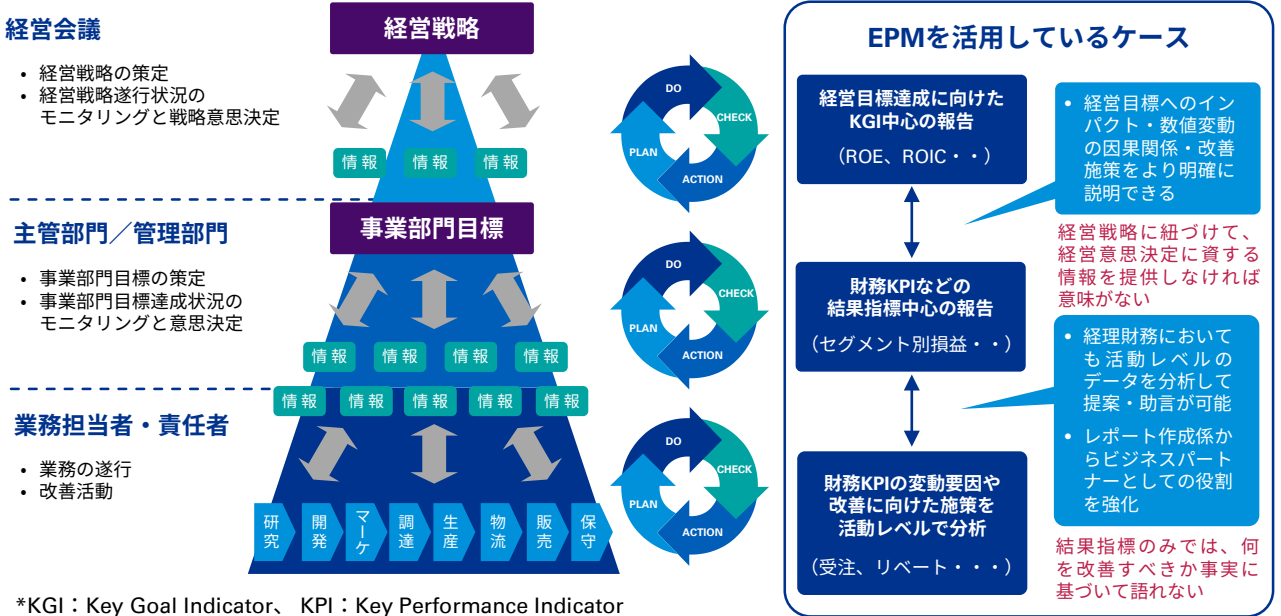 経営会議
• 経営戦略の策定
• 経営戦略遂行状況の
モニタリングと戦略意思決定
経営戦略
情報
情報
情報
DO
CHECK
ACTION
PLAN
主管部門／管理部門
• 事業部門目標の策定
• 事業部門目標達成状況の
モニタリングと意思決定
事業部門目標
情報
情報
情報
情報
DO
CHECK
ACTION
PLAN
情報
情報
情報
情報
情報
業務担当者・責任者
• 業務の遂行
• 改善活動
研究
開発
マーケ
調達
生産
物流
販売
保守
DO
CHECK
ACTION
PLAN
EPMを活用しているケース
経営目標達成に向けた
KGI中心の報告
（ROE、ROIC・・）
• 経営目標へのイン
パクト・数値変動
の因果関係・改善
施策をより明確に
説明できる
経営戦略に紐づけて、
経営意思決定に資する
情報を提供しなければ
意味がない
財務KPIなどの
結果指標中心の報告
（セグメント別損益・・）
• 経理財務において
も活動レベルの
データを分析して
提案・助言が可能
• レポート作成係か
らビジネスパート
ナーとしての役割
を強化
財務KPIの変動要因や
改善に向けた施策を
活動レベルで分析
（受注、リベート・・・）
結果指標のみでは、何
を改善すべきか事実に
基づいて語れない
*KGI：Key Goal Indicator、 KPI：Key Performance Indicator